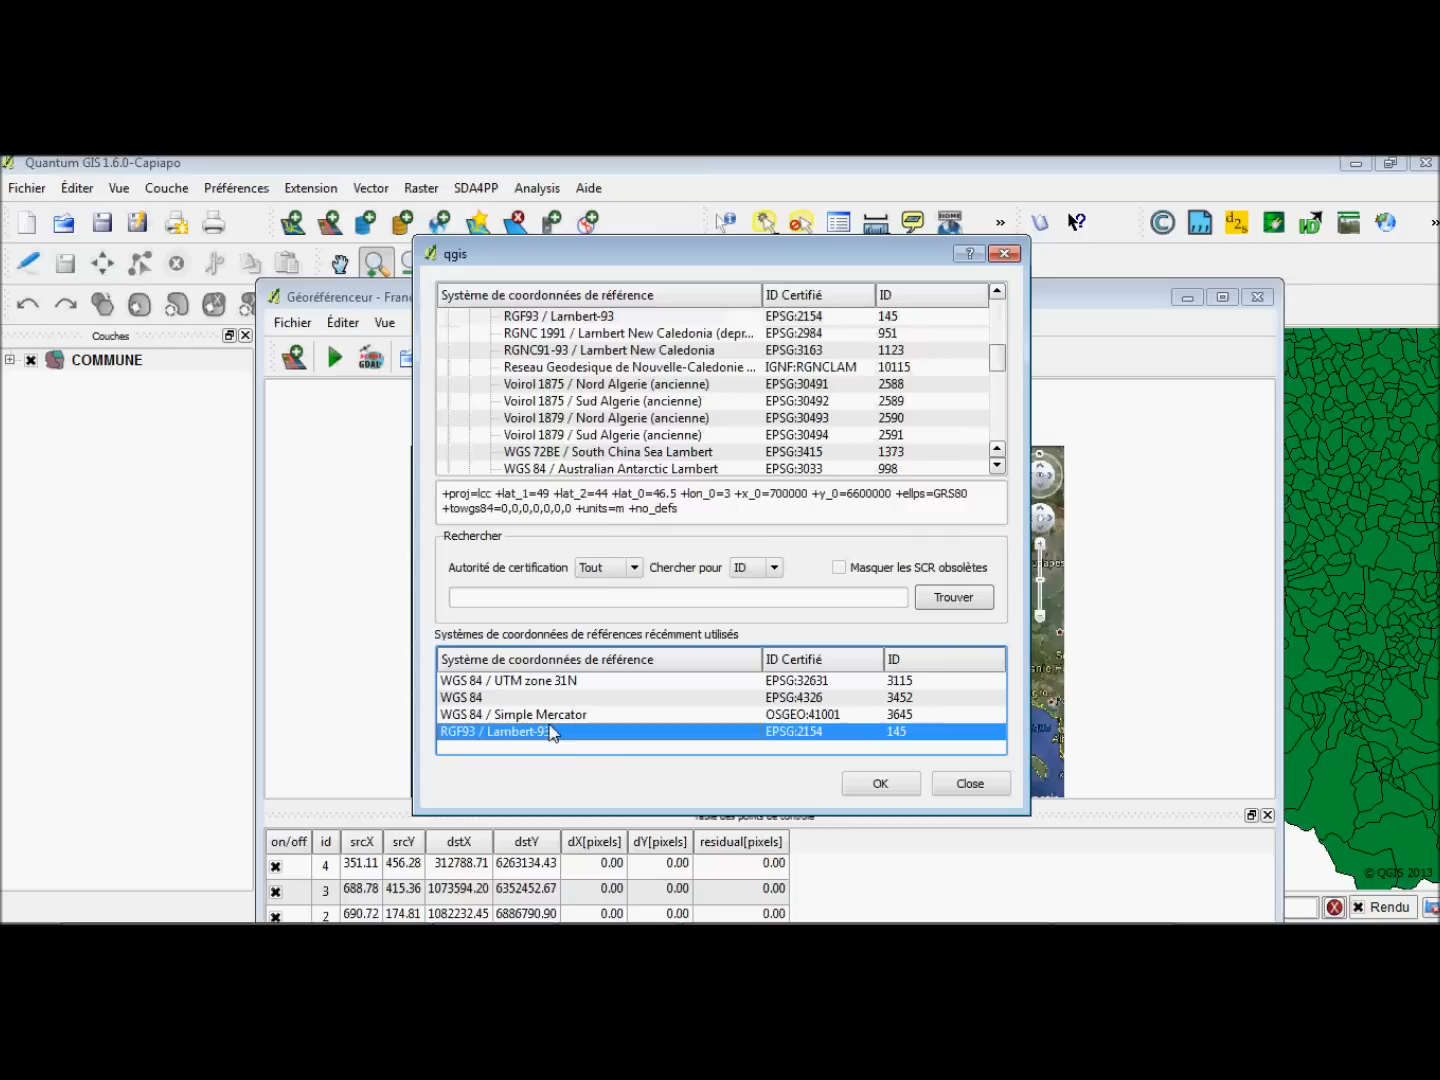 Quantum GIS 1.6.0-Capiapo
Fichier Éditer Vue Couche Préférences Extension Vector Raster SDA4PP Analysis Aide
»
HOME
Couches
COMMUNE
Géoréférenceur - Fran
Fichier Éditer Vue
GDAL
qgis
Système de coordonnées de référence ID Certifié ID
RGF93 / Lambert-93 EPSG:2154 145
RGNC 1991 / Lambert New Caledonia (depr... EPSG:2984 951
RGNC91-93 / Lambert New Caledonia EPSG:3163 1123
Reseau Geodesique de Nouvelle-Caledonie ... IGNF:RGNCLAM 10115
Voirol 1875 / Nord Algerie (ancienne) EPSG:30491 2588
Voirol 1875 / Sud Algerie (ancienne) EPSG:30492 2589
Voirol 1879 / Nord Algerie (ancienne) EPSG:30493 2590
Voirol 1879 / Sud Algerie (ancienne) EPSG:30494 2591
WGS 72BE / South China Sea Lambert EPSG:3415 1373
WGS 84 / Australian Antarctic Lambert EPSG:3033 998
+proj=lcc +lat_1=49 +lat_2=44 +lat_0=46.5 +lon_0=3 +x_0=700000 +y_0=6600000 +ellps=GRS80
+towgs84=0,0,0,0,0,0,0 +units=m +no_defs
Rechercher
Autorité de certification Tout Chercher pour ID Masquer les SCR obsolètes
Trouver
Systèmes de coordonnées de références récémment utilisés
Système de coordonnées de référence ID Certifié ID
WGS 84 / UTM zone 31N EPSG:32631 3115
WGS 84 EPSG:4326 3452
WGS 84 / Simple Mercator OSGEO:41001 3645
RGF93 / Lambert-93 EPSG:2154 145
OK Close
Table des points de contrôle
on/off id srcX srcY dstX dstY dX[pixels] dY[pixels] residual[pixels]
4 351.11 456.28 312788.71 6263134.43 0.00 0.00 0.00
3 688.78 415.36 1073594.20 6352452.67 0.00 0.00 0.00
2 690.72 174.81 1082232.45 6886790.90 0.00 0.00 0.00
© QGIS 2013
Rendu